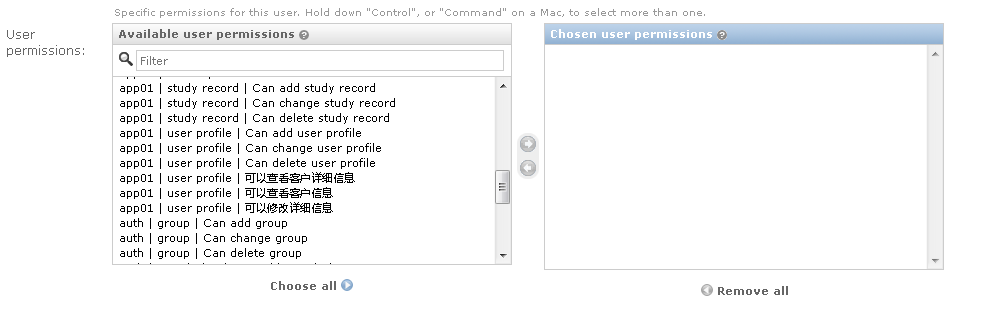 Specific permissions for this user. Hold down "Control", or "Command" on a Mac, to select more than one.
User permissions:
Available user permissions
Filter
app01 | study record | Can add study record
app01 | study record | Can change study record
app01 | study record | Can delete study record
app01 | user profile | Can add user profile
app01 | user profile | Can change user profile
app01 | user profile | Can delete user profile
app01 | user profile | 可以查看客户详细信息
app01 | user profile | 可以查看客户信息
app01 | user profile | 可以修改详细信息
auth | group | Can add group
auth | group | Can change group
auth | group | Can delete group
Choose all
Chosen user permissions
Remove all